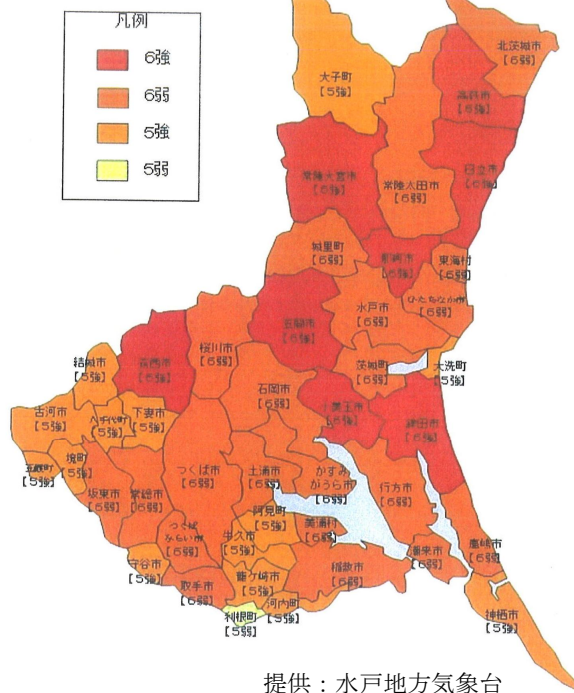 凡例
6強
6弱
5強
5弱
北茨城市
【6弱】
大子町
【5強】
高萩市
【6強】
常陸大宮市
【6強】
常陸太田市
【6弱】
日立市
【6強】
城里町
【6弱】
那珂市
【6強】
東海村
【6弱】
ひたちなか市
【6弱】
水戸市
【6弱】
笠間市
【6強】
茨城町
【6弱】
大洗町
【5強】
桜川市
【6弱】
筑西市
【6強】
結城市
【5強】
石岡市
【6弱】
小美玉市
【6強】
鉾田市
【6強】
古河市
【5強】
八千代町
【5強】
下妻市
【5強】
五霞町
【5強】
境町
【5強】
坂東市
【6弱】
常総市
【6弱】
つくば市
【6弱】
土浦市
【6弱】
かすみ
がうら市
【6弱】
行方市
【6弱】
つくば
みらい市
【6弱】
阿見町
【5強】
牛久市
【5強】
美浦村
【6弱】
守谷市
【5強】
取手市
【6弱】
龍ケ崎市
【5強】
稲敷市
【6弱】
潮来市
【6弱】
鹿嶋市
【6弱】
利根町
【5弱】
河内町
【5強】
神栖市
【5強】
提供：水戸地方気象台